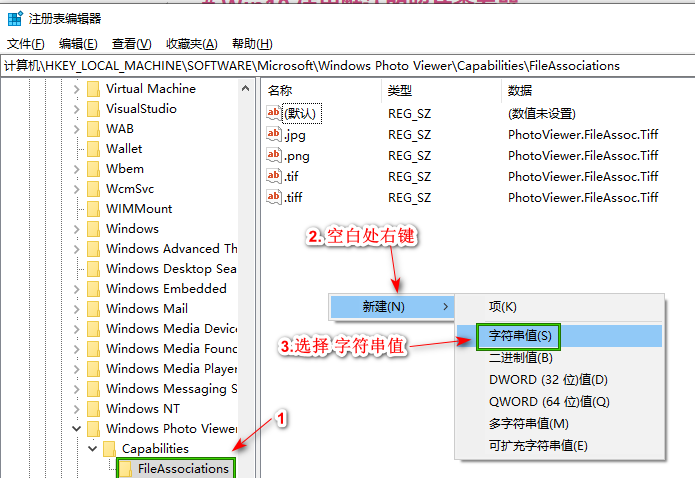 注册表编辑器
文件(F) 编辑(E) 查看(V) 收藏夹(A) 帮助(H)
计算机\HKEY_LOCAL_MACHINE\SOFTWARE\Microsoft\Windows Photo Viewer\Capabilities\FileAssociations
Virtual Machine
VisualStudio
WAB
Wallet
Wbem
WcmSvc
WIMMount
Windows
Windows Advanced Th
Windows Desktop Sea
Windows Embedded
Windows Mail
Windows Media Device
Windows Media Found
Windows Media Player
Windows Messaging S
Windows NT
Windows Photo Viewer
Capabilities
FileAssociations
1
名称 类型 数据
ab (默认) REG_SZ (数值未设置)
ab .jpg REG_SZ PhotoViewer.FileAssoc.Tiff
ab .png REG_SZ PhotoViewer.FileAssoc.Tiff
ab .tif REG_SZ PhotoViewer.FileAssoc.Tiff
ab .tiff REG_SZ PhotoViewer.FileAssoc.Tiff
2. 空白处右键
新建(N)
3.选择 字符串值
项(K)
字符串值(S)
二进制值(B)
DWORD (32 位)值(D)
QWORD (64 位)值(Q)
多字符串值(M)
可扩充字符串值(E)